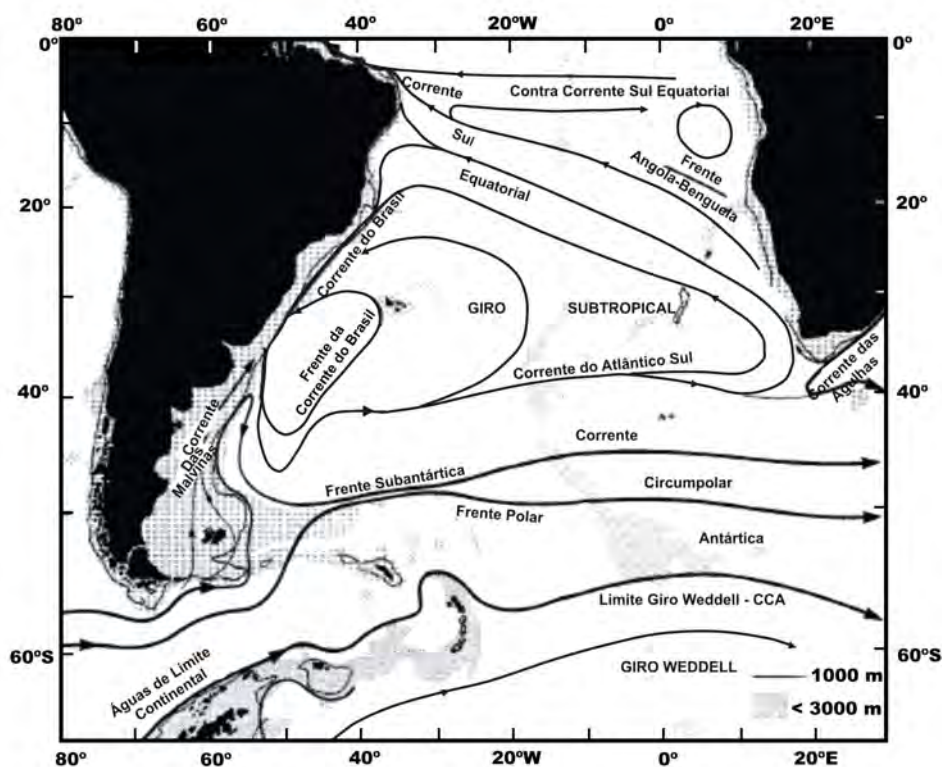 80° 60° 40° 20°W 0° 20°E
0° 0°
Corrente Contra Corrente Sul Equatorial
Sul
Frente
Angola-Benguela
Equatorial
20° 20°
Corrente do Brasil
GIRO SUBTROPICAL
Frente da
Corrente do Brasil
Corrente do Atlântico Sul
Corrente das
Agulhas
40° 40°
Corrente
Das
Malvinas
Corrente
Frente Subantártica
Circumpolar
Frente Polar
Antártica
Limite Giro Weddell - CCA
60°S 60°S
Águas de Limite
Continental
GIRO WEDDELL
1000 m
< 3000 m
80° 60° 40° 20°W 0° 20°E